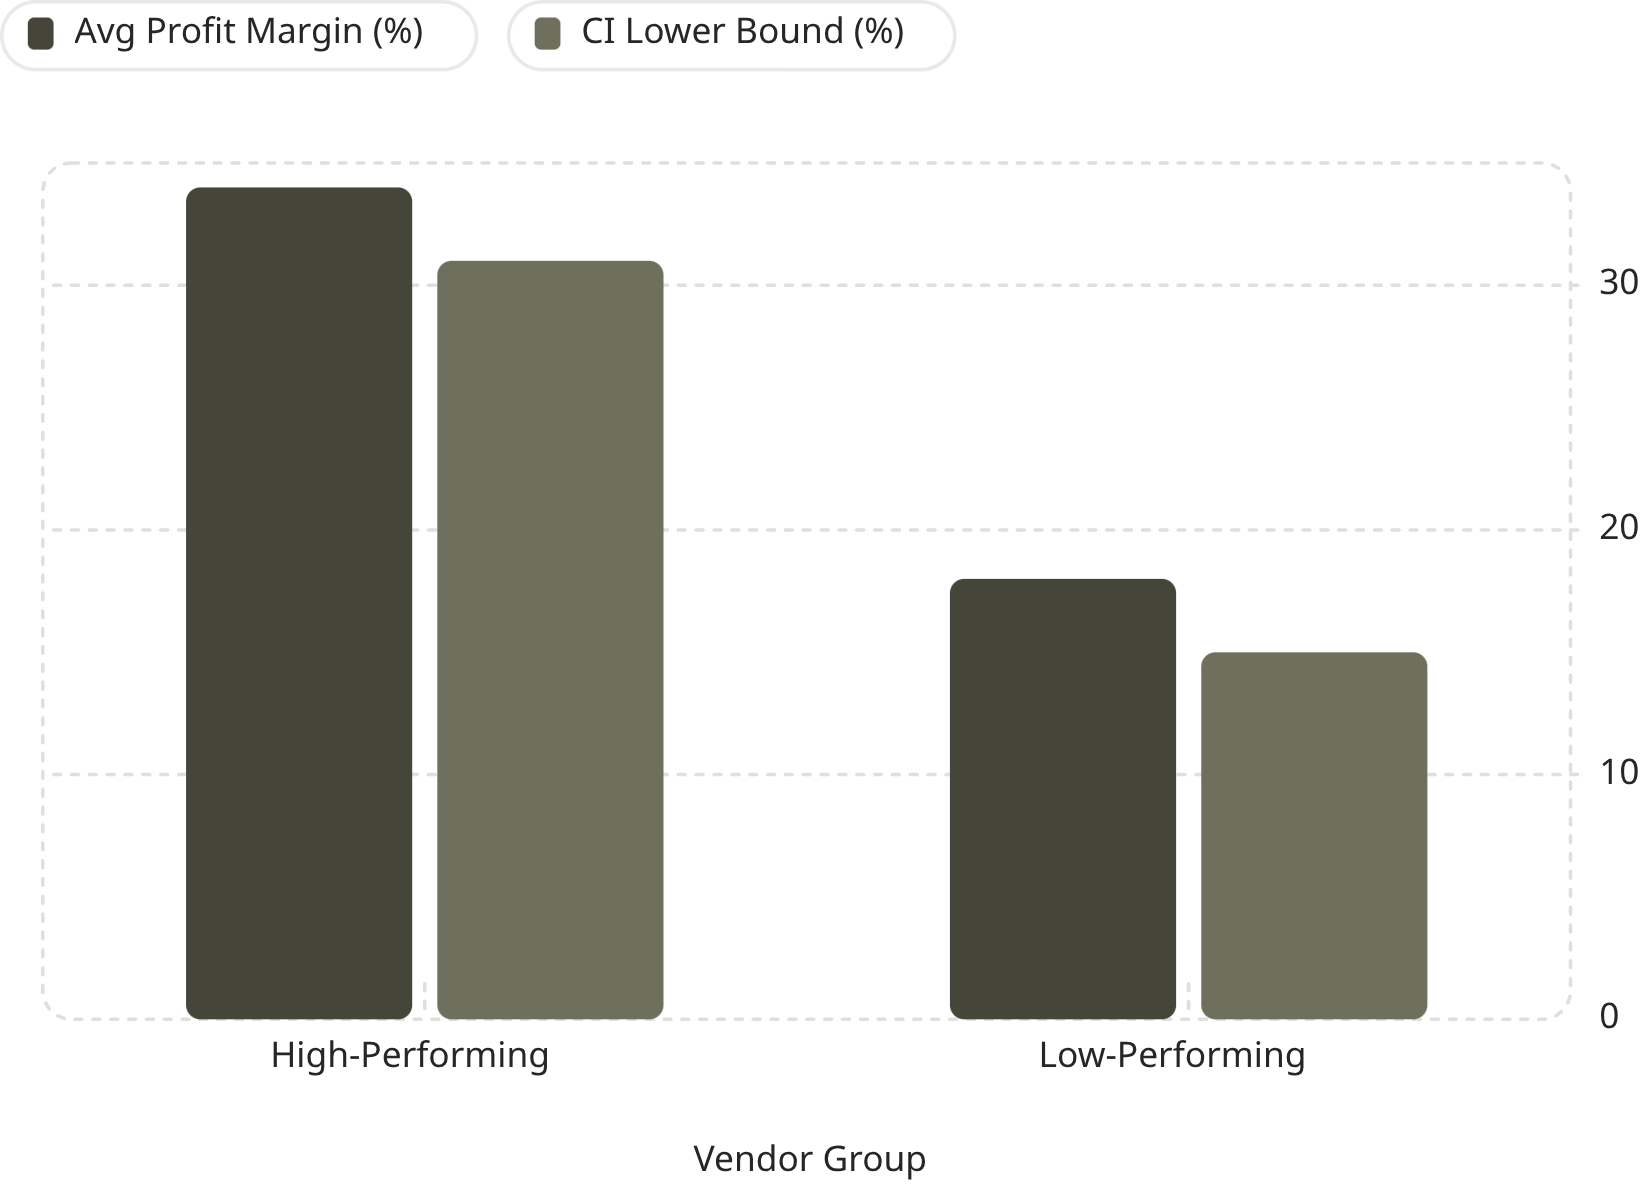 Avg Profit Margin (%)
CI Lower Bound (%)
30
20
10
0
High-Performing
Low-Performing
Vendor Group